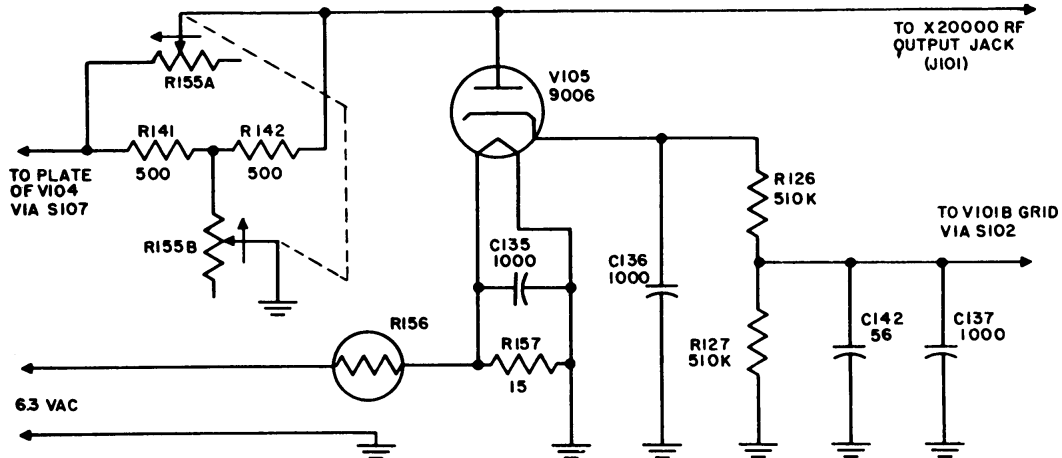 TO X20000 RF
OUTPUT JACK
(J101)
R155A
V105
9006
R141
500
R142
500
TO PLATE
OF V104
VIA S107
R126
510K
TO V101B GRID
VIA S102
R155B
C135
1000
C136
1000
R156
R157
15
R127
510K
C142
56
C137
1000
6.3 VAC